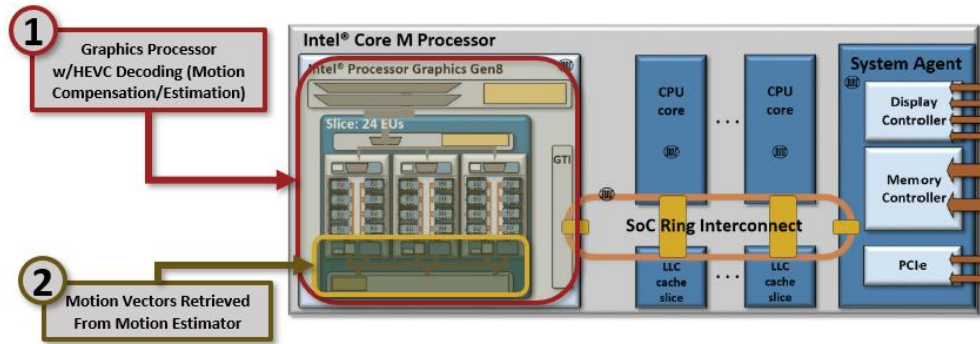 1
Graphics Processor
w/HEVC Decoding (Motion
Compensation/Estimation)
2
Motion Vectors Retrieved
From Motion Estimator
Intel® Core M Processor
Intel® Processor Graphics Gen8
Slice: 24 EUs
GTI
CPU
core
...
CPU
core
SoC Ring Interconnect
LLC
cache
slice
...
LLC
cache
slice
System Agent
Display
Controller
Memory
Controller
PCIe